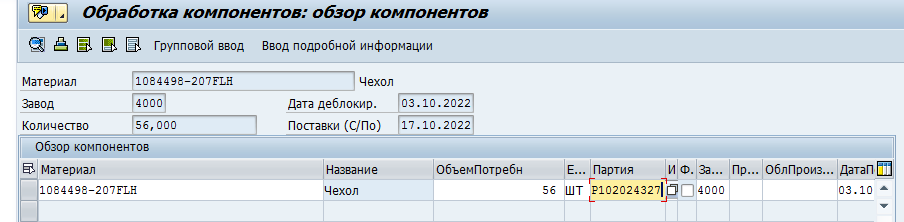 Обработка компонентов: обзор компонентов
Групповой ввод Ввод подробной информации
Материал 1084498-207FLH Чехол
Завод 4000 Дата деблокир. 03.10.2022
Количество 56,000 Поставки (С/По) 17.10.2022
Обзор компонентов
Материал Название ОбъемПотребн Е... Партия И Ф. За... Пр... ОблПроиз... ДатаП
1084498-207FLH Чехол 56 ШТ P102024327 4000 03.10